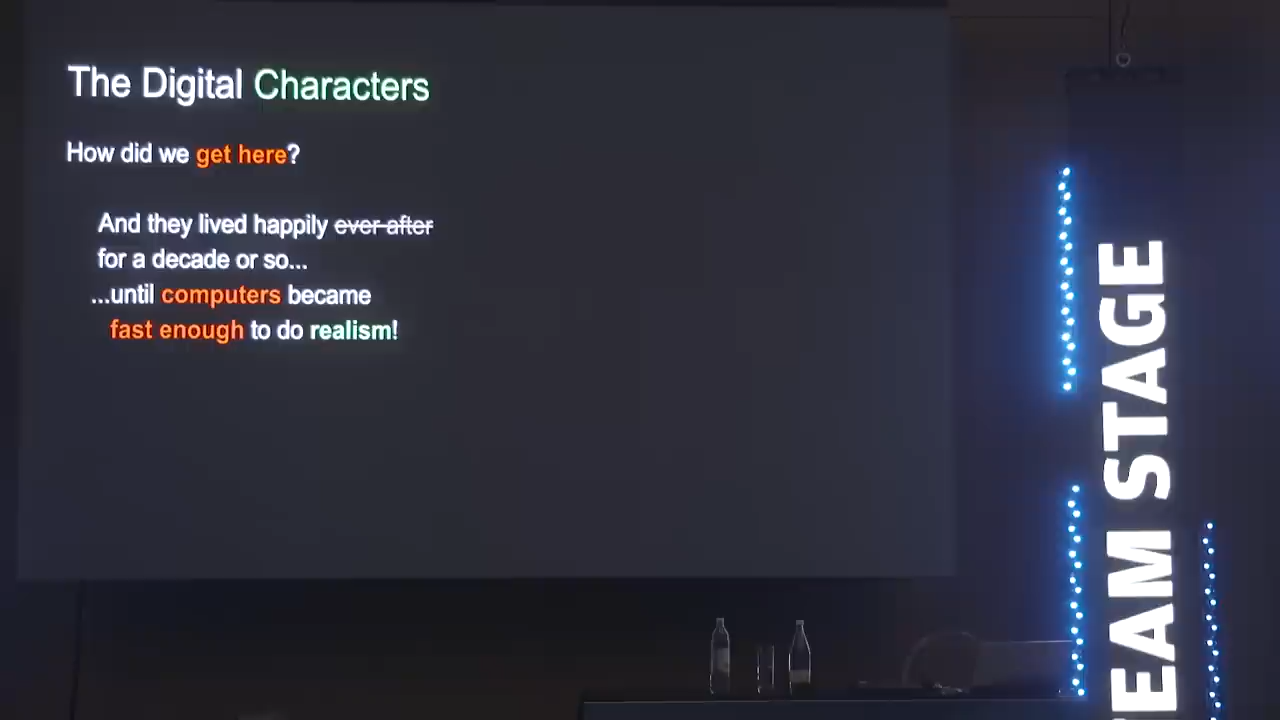 The Digital Characters
How did we get here?
And they lived happily ever after
for a decade or so...
...until computers became
fast enough to do realism!
EAM STAGE